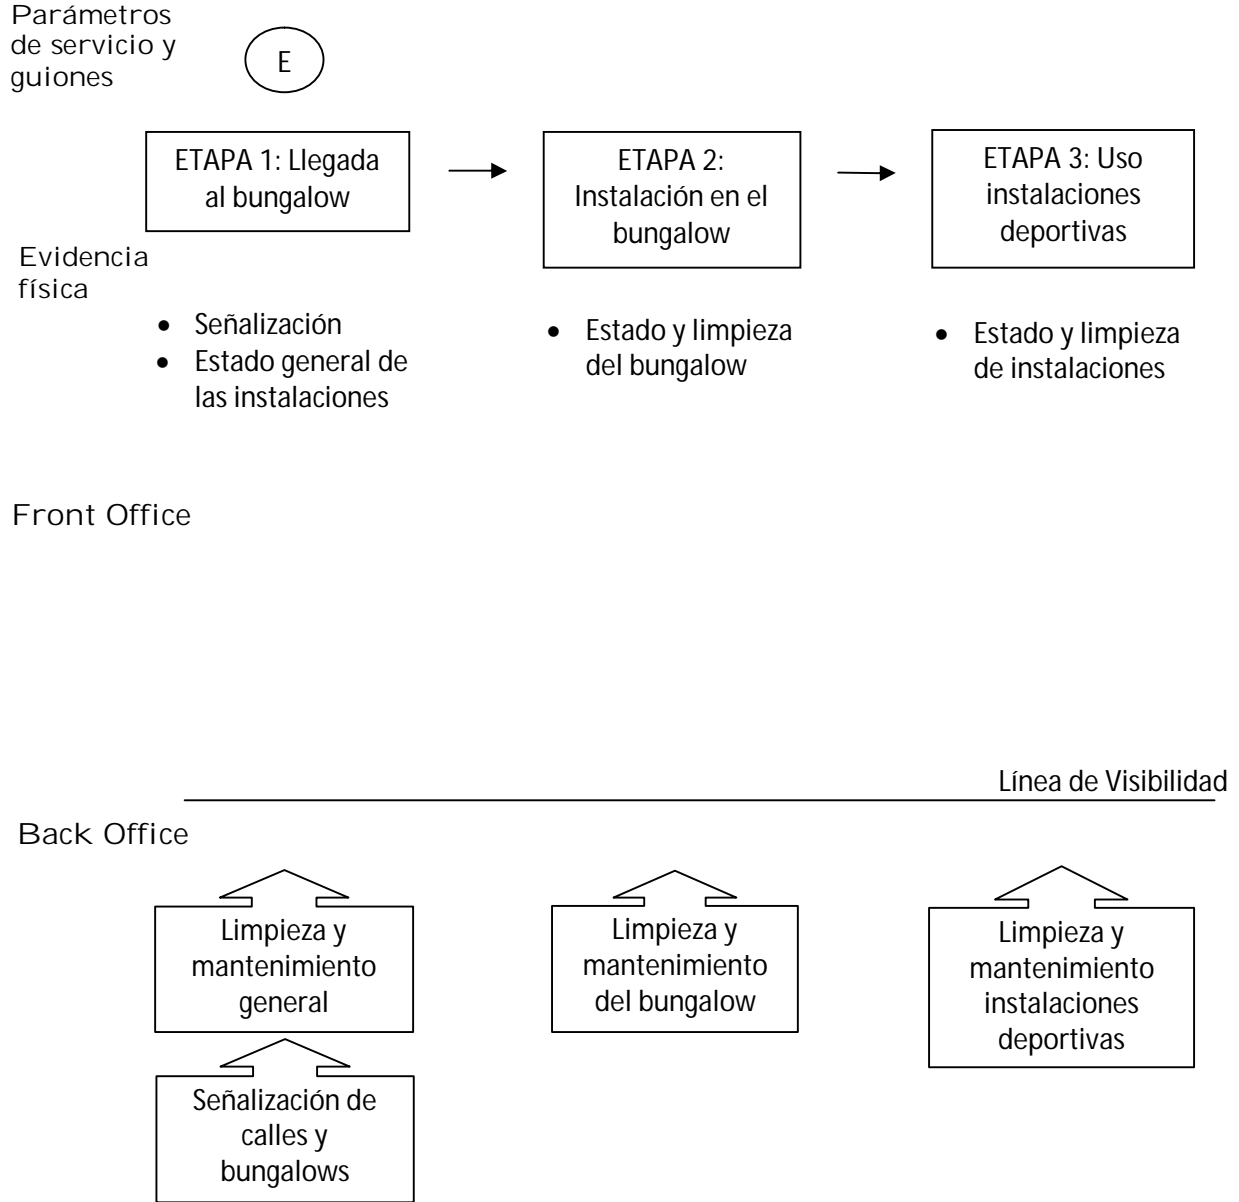 Parámetros
de servicio y
guiones
E
ETAPA 1: Llegada
al bungalow
ETAPA 2:
Instalación en el
bungalow
ETAPA 3: Uso
instalaciones
deportivas
Evidencia
física
• Señalización
• Estado general de
las instalaciones
• Estado y limpieza
del bungalow
• Estado y limpieza
de instalaciones
Front Office
Línea de Visibilidad
Back Office
Limpieza y
mantenimiento
general
Limpieza y
mantenimiento
del bungalow
Limpieza y
mantenimiento
instalaciones
deportivas
Señalización de
calles y
bungalows